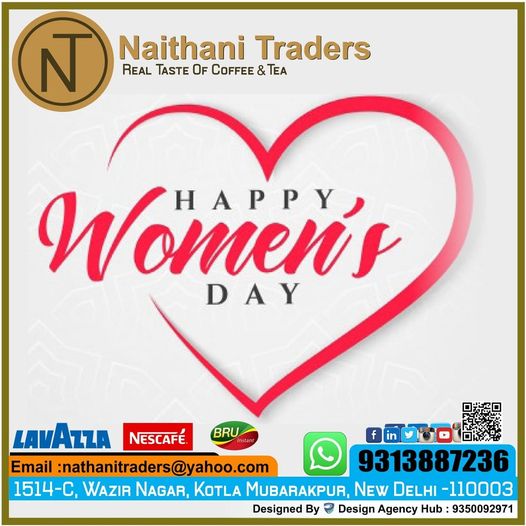 NT
Naithani Traders
REAL TASTE OF COFFEE & TEA
HAPPY
Women's
DAY
LAVAZZA NESCAFÉ. BRU Instant
9313887236
Email :nathanitraders@yahoo.com
1514-C, WAZIR NAGAR, KOTLA MUBARAKPUR, NEW DELHI -110003
Designed By Design Agency Hub : 9350092971